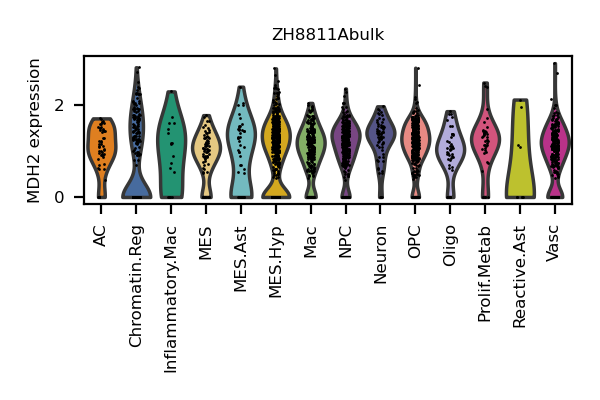 ZH8811Abulk
MDH2 expression
2
0
AC
Chromatin.Reg
Inflammatory.Mac
MES
MES.Ast
MES.Hyp
Mac
NPC
Neuron
OPC
Oligo
Prolif.Metab
Reactive.Ast
Vasc